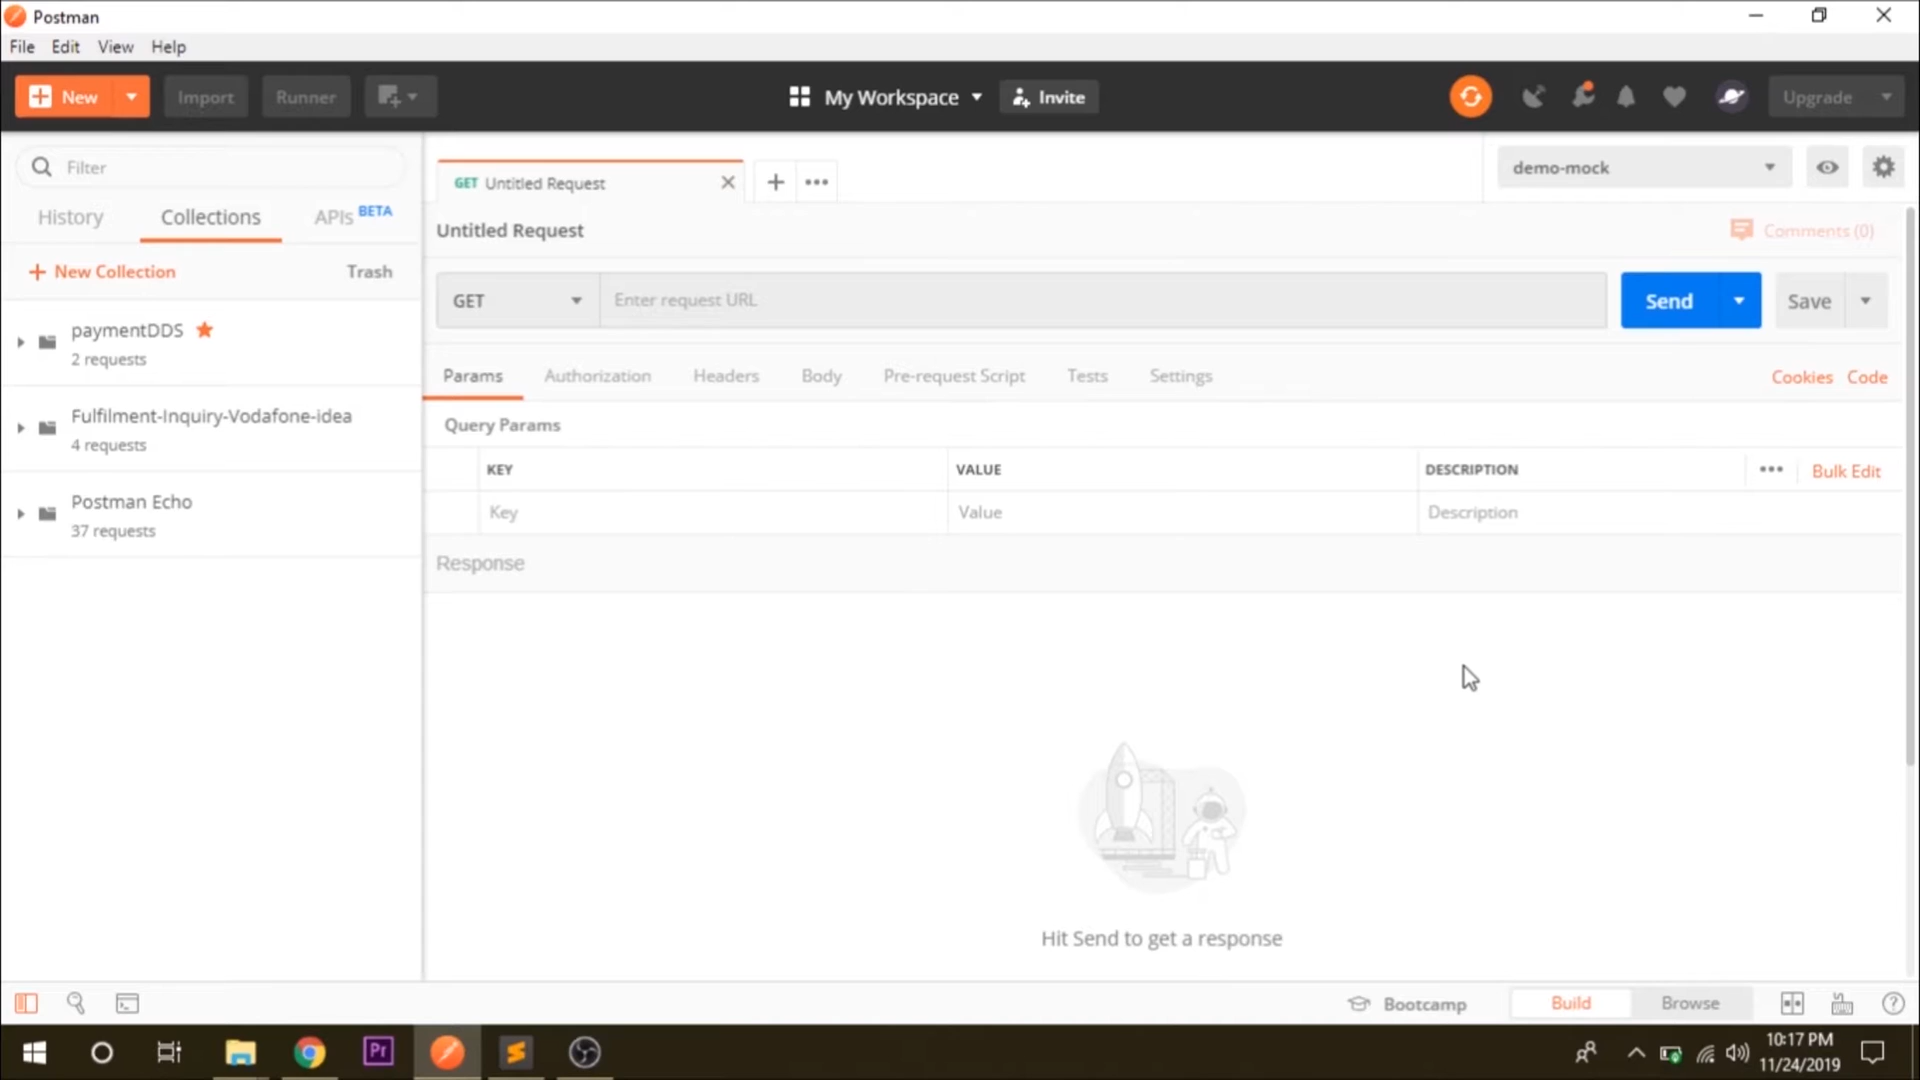 Postman
File Edit View Help
New Import Runner My Workspace Invite Upgrade
Filter
History Collections APIs BETA
New Collection Trash
paymentDDS
2 requests
Fulfilment-Inquiry-Vodafone-idea
4 requests
Postman Echo
37 requests
GET Untitled Request
demo-mock
Untitled Request
Comments (0)
GET Enter request URL Send Save
Params Authorization Headers Body Pre-request Script Tests Settings Cookies Code
Query Params
KEY VALUE DESCRIPTION Bulk Edit
Key Value Description
Response
Hit Send to get a response
Bootcamp Build Browse
Pr
10:17 PM
11/24/2019